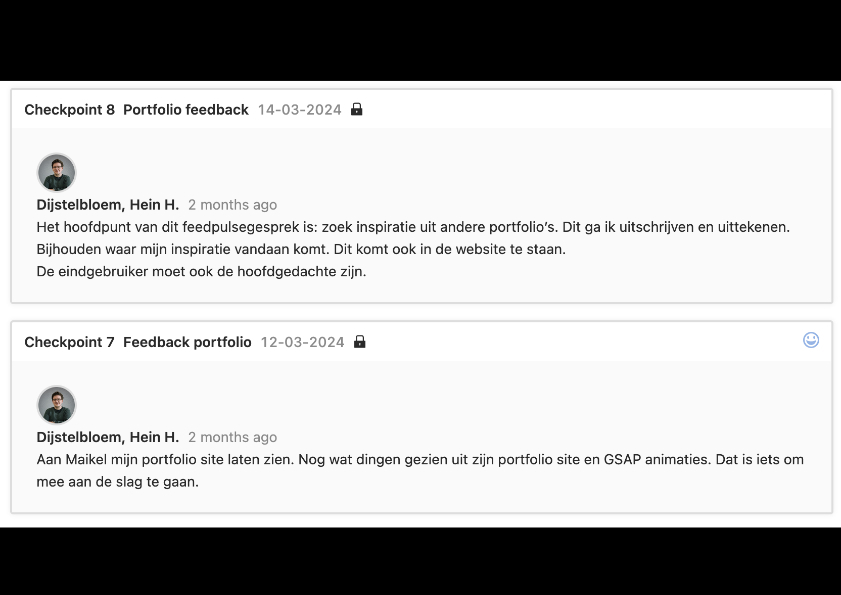 Checkpoint 8 Portfolio feedback 14-03-2024
Dijstelbloem, Hein H. 2 months ago
Het hoofdpunt van dit feedpulsegesprek is: zoek inspiratie uit andere portfolio’s. Dit ga ik uitschrijven en uittekenen.
Bijhouden waar mijn inspiratie vandaan komt. Dit komt ook in de website te staan.
De eindgebruiker moet ook de hoofdgedachte zijn.
Checkpoint 7 Feedback portfolio 12-03-2024
Dijstelbloem, Hein H. 2 months ago
Aan Maikel mijn portfolio site laten zien. Nog wat dingen gezien uit zijn portfolio site en GSAP animaties. Dat is iets om
mee aan de slag te gaan.